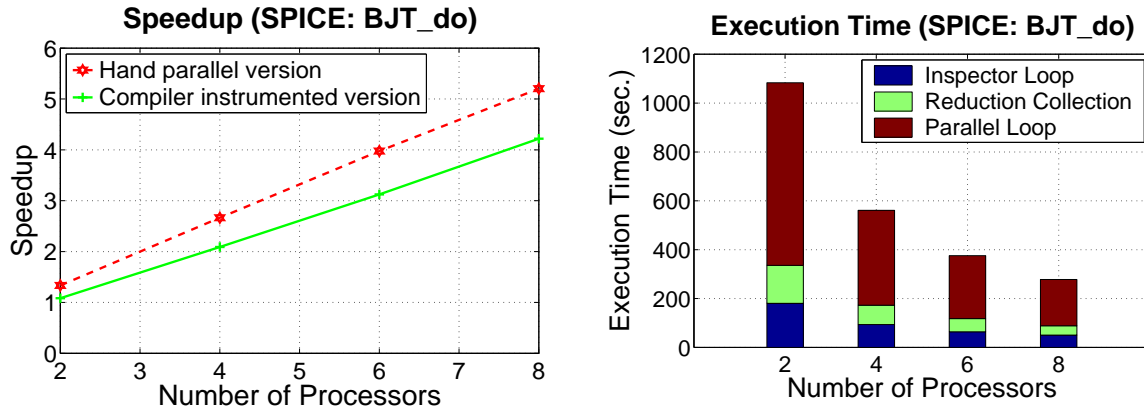 Speedup (SPICE: BJT_do)
6
5
4
3
2
1
0
Speedup
Hand parallel version
Compiler instrumented version
2 3 4 5 6 7 8
Number of Processors
Execution Time (SPICE: BJT_do)
1200
1000
800
600
400
200
0
Execution Time (sec.)
Inspector Loop
Reduction Collection
Parallel Loop
2 4 6 8
Number of Processors